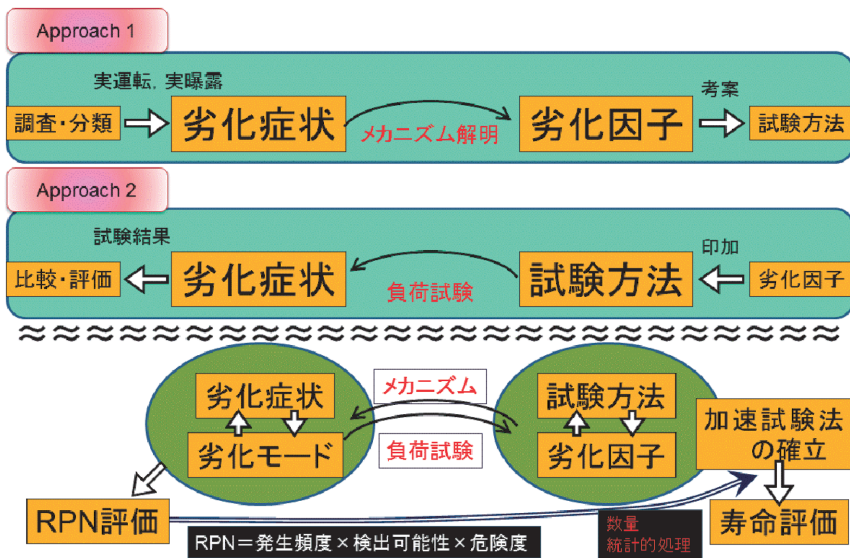 Approach 1
実運転, 実曝露
考案
調査・分類
劣化症状
メカニズム解明
劣化因子
試験方法
Approach 2
試験結果
印加
比較・評価
劣化症状
負荷試験
試験方法
劣化因子
劣化症状
メカニズム
試験方法
劣化モード
負荷試験
劣化因子
加速試験法
の確立
RPN評価
RPN=発生頻度×検出可能性×危険度
数量
統計的処理
寿命評価